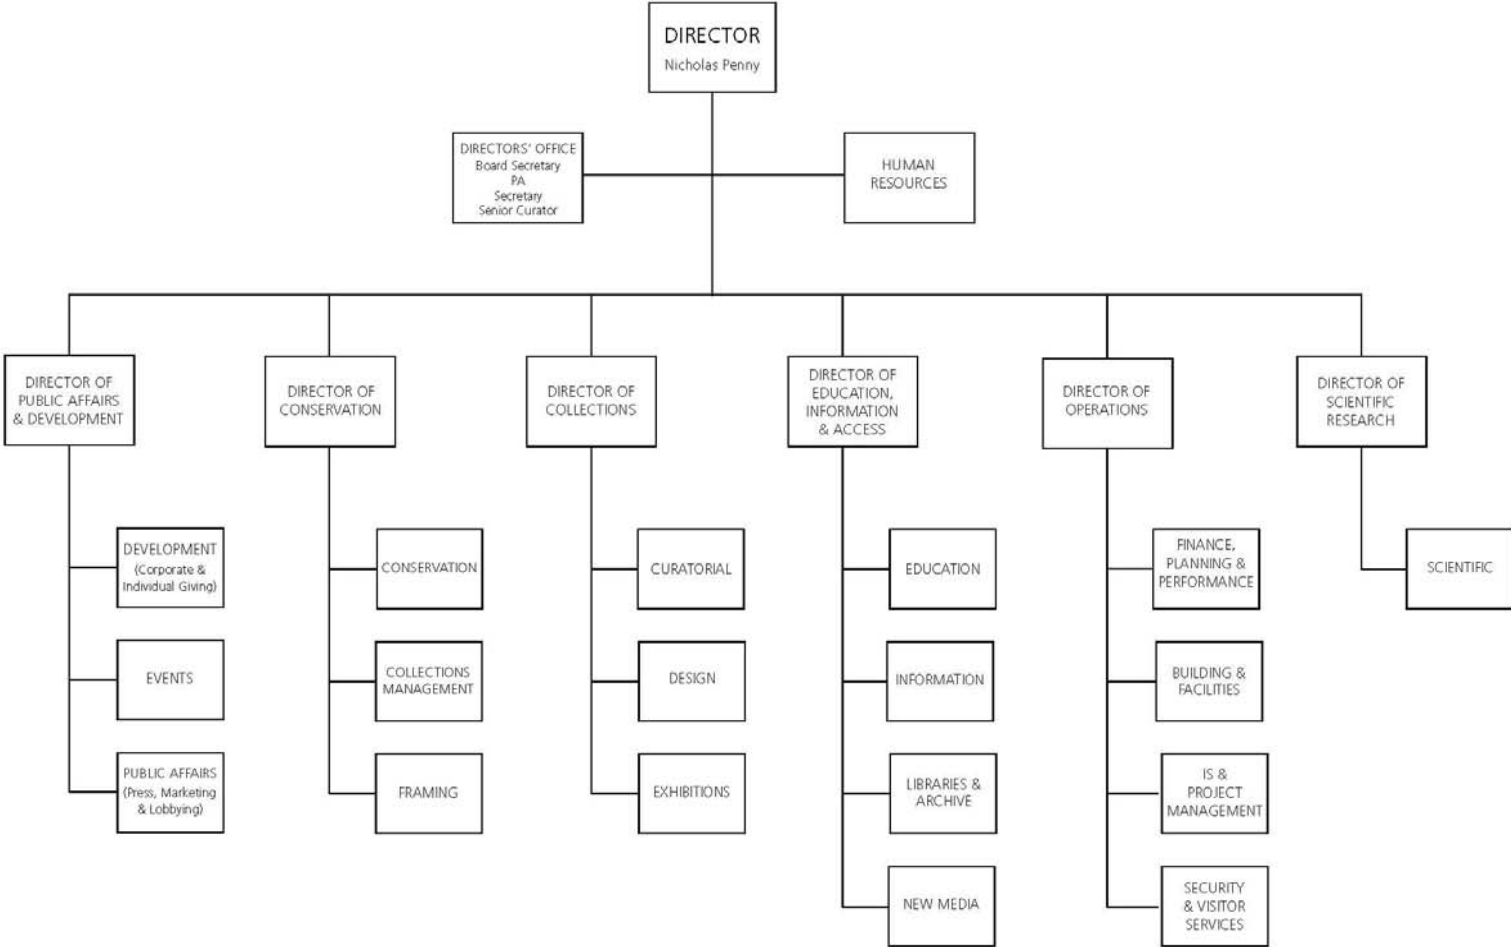 DIRECTOR
Nicholas Penny
DIRECTORS' OFFICE
Board Secretary
PA
Secretary
Senior Curator
HUMAN
RESOURCES
DIRECTOR OF
PUBLIC AFFAIRS
& DEVELOPMENT
DIRECTOR OF
CONSERVATION
DIRECTOR OF
COLLECTIONS
DIRECTOR OF
EDUCATION,
INFORMATION
& ACCESS
DIRECTOR OF
OPERATIONS
DIRECTOR OF
SCIENTIFIC
RESEARCH
DEVELOPMENT
(Corporate &
Individual Giving)
EVENTS
PUBLIC AFFAIRS
(Press, Marketing
& Lobbying)
CONSERVATION
COLLECTIONS
MANAGEMENT
FRAMING
CURATORIAL
DESIGN
EXHIBITIONS
EDUCATION
INFORMATION
LIBRARIES &
ARCHIVE
NEW MEDIA
FINANCE,
PLANNING &
PERFORMANCE
BUILDING &
FACILITIES
IS &
PROJECT
MANAGEMENT
SECURITY
& VISITOR
SERVICES
SCIENTIFIC